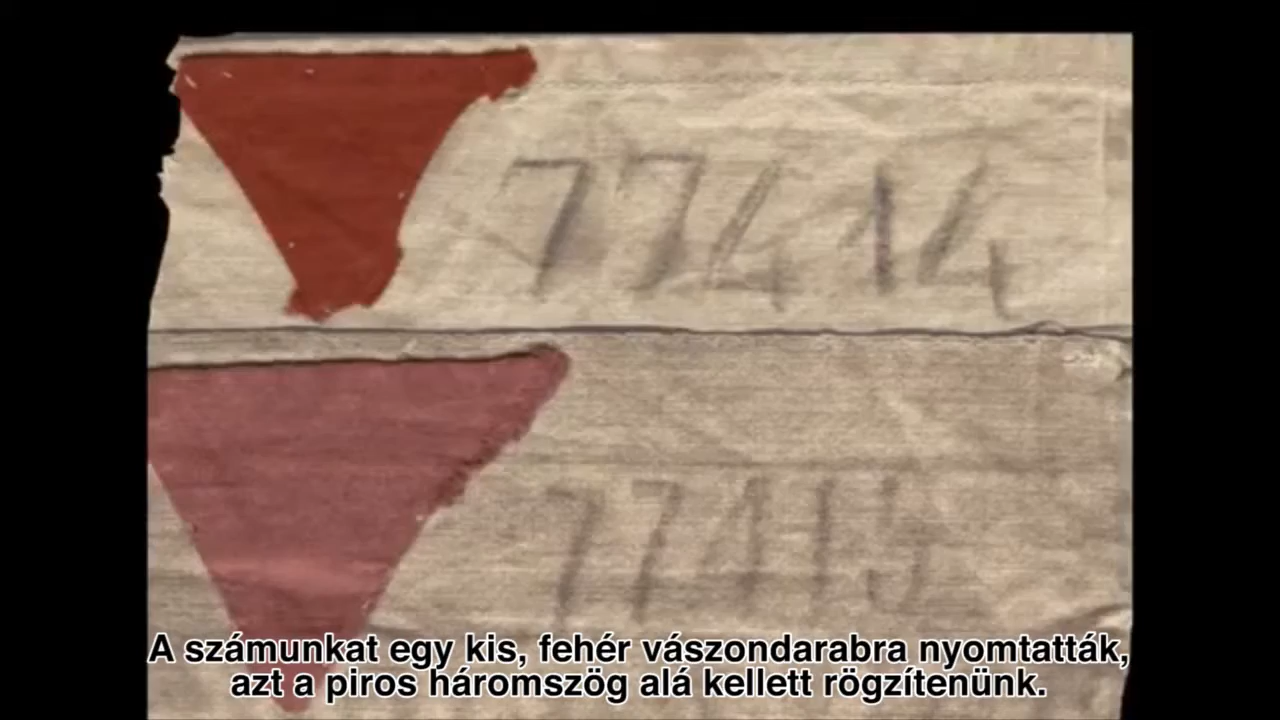 77414
77415
A számunkat egy kis, fehér vászondarabra nyomtatták,
azt a piros háromszög alá kellett rögzítenünk.